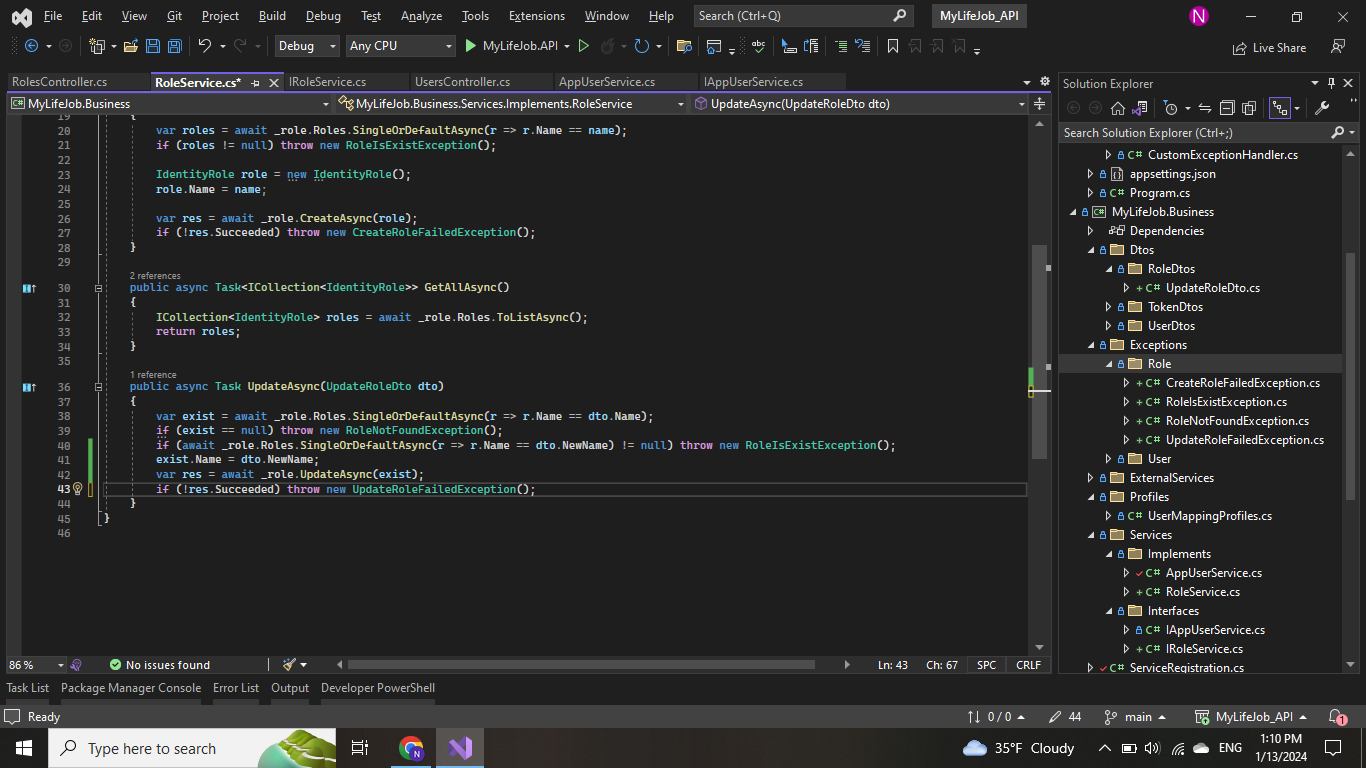 File Edit View Git Project Build Debug Test Analyze Tools Extensions Window Help Search (Ctrl+Q) MyLifeJob_API N
Debug Any CPU MyLifeJob.API Live Share
RolesController.cs RoleService.cs* IRoleService.cs UsersController.cs AppUserService.cs IAppUserService.cs
MyLifeJob.Business MyLifeJob.Business.Services.Implements.RoleService UpdateAsync(UpdateRoleDto dto)
19 {
20 var roles = await _role.Roles.SingleOrDefaultAsync(r => r.Name == name);
21 if (roles != null) throw new RoleIsExistException();
22
23 IdentityRole role = new IdentityRole();
24 role.Name = name;
25
26 var res = await _role.CreateAsync(role);
27 if (!res.Succeeded) throw new CreateRoleFailedException();
28 }
29
2 references
30 public async Task<ICollection<IdentityRole>> GetAllAsync()
31 {
32 ICollection<IdentityRole> roles = await _role.Roles.ToListAsync();
33 return roles;
34 }
35
1 reference
36 public async Task UpdateAsync(UpdateRoleDto dto)
37 {
38 var exist = await _role.Roles.SingleOrDefaultAsync(r => r.Name == dto.Name);
39 if (exist == null) throw new RoleNotFoundException();
40 if (await _role.Roles.SingleOrDefaultAsync(r => r.Name == dto.NewName) != null) throw new RoleIsExistException();
41 exist.Name = dto.NewName;
42 var res = await _role.UpdateAsync(exist);
43 if (!res.Succeeded) throw new UpdateRoleFailedException();
44 }
45 }
46
86 % No issues found Ln: 43 Ch: 67 SPC CRLF
Solution Explorer
Search Solution Explorer (Ctrl+;)
C# CustomExceptionHandler.cs
appsettings.json
C# Program.cs
C# MyLifeJob.Business
Dependencies
Dtos
RoleDtos
+ C# UpdateRoleDto.cs
TokenDtos
UserDtos
Exceptions
Role
+ C# CreateRoleFailedException.cs
+ C# RoleIsExistException.cs
+ C# RoleNotFoundException.cs
+ C# UpdateRoleFailedException.cs
User
ExternalServices
Profiles
C# UserMappingProfiles.cs
Services
Implements
C# AppUserService.cs
+ C# RoleService.cs
Interfaces
C# IAppUserService.cs
+ C# IRoleService.cs
C# ServiceRegistration.cs
Task List Package Manager Console Error List Output Developer PowerShell
Ready 0 / 0 44 main MyLifeJob_API 1
Type here to search N 35°F Cloudy ENG 1:10 PM
1/13/2024